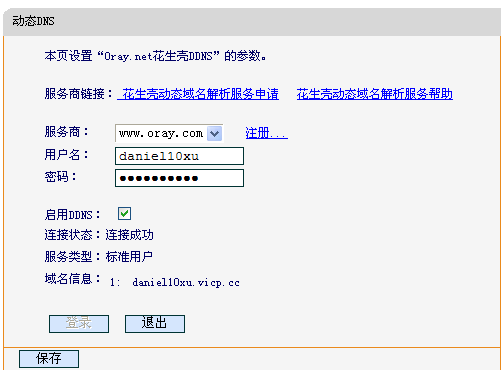 动态DNS
本页设置“Oray.net花生壳DDNS”的参数。
服务商链接： 花生壳动态域名解析服务申请 花生壳动态域名解析服务帮助
服务商： www.oray.com 注册...
用户名： daniel10xu
密码： ●●●●●●●●●●
启用DDNS：
连接状态：连接成功
服务类型：标准用户
域名信息： 1: daniel10xu.vicp.cc
登录 退出
保存